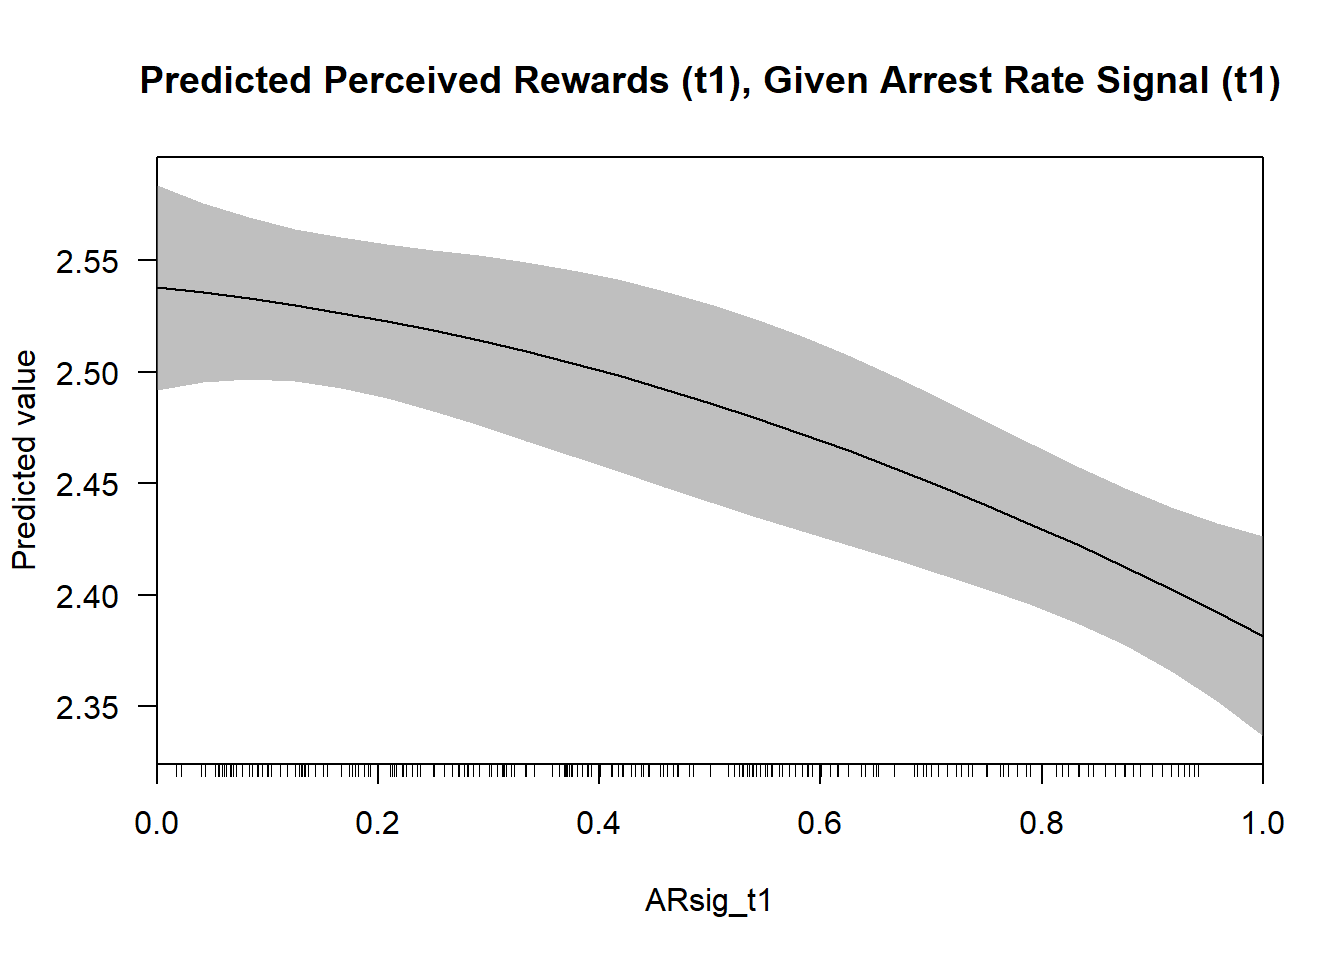 Predicted Perceived Rewards (t1), Given Arrest Rate Signal (t1)
Predicted value
2.55
2.50
2.45
2.40
2.35
0.0 0.2 0.4 0.6 0.8 1.0
ARsig_t1